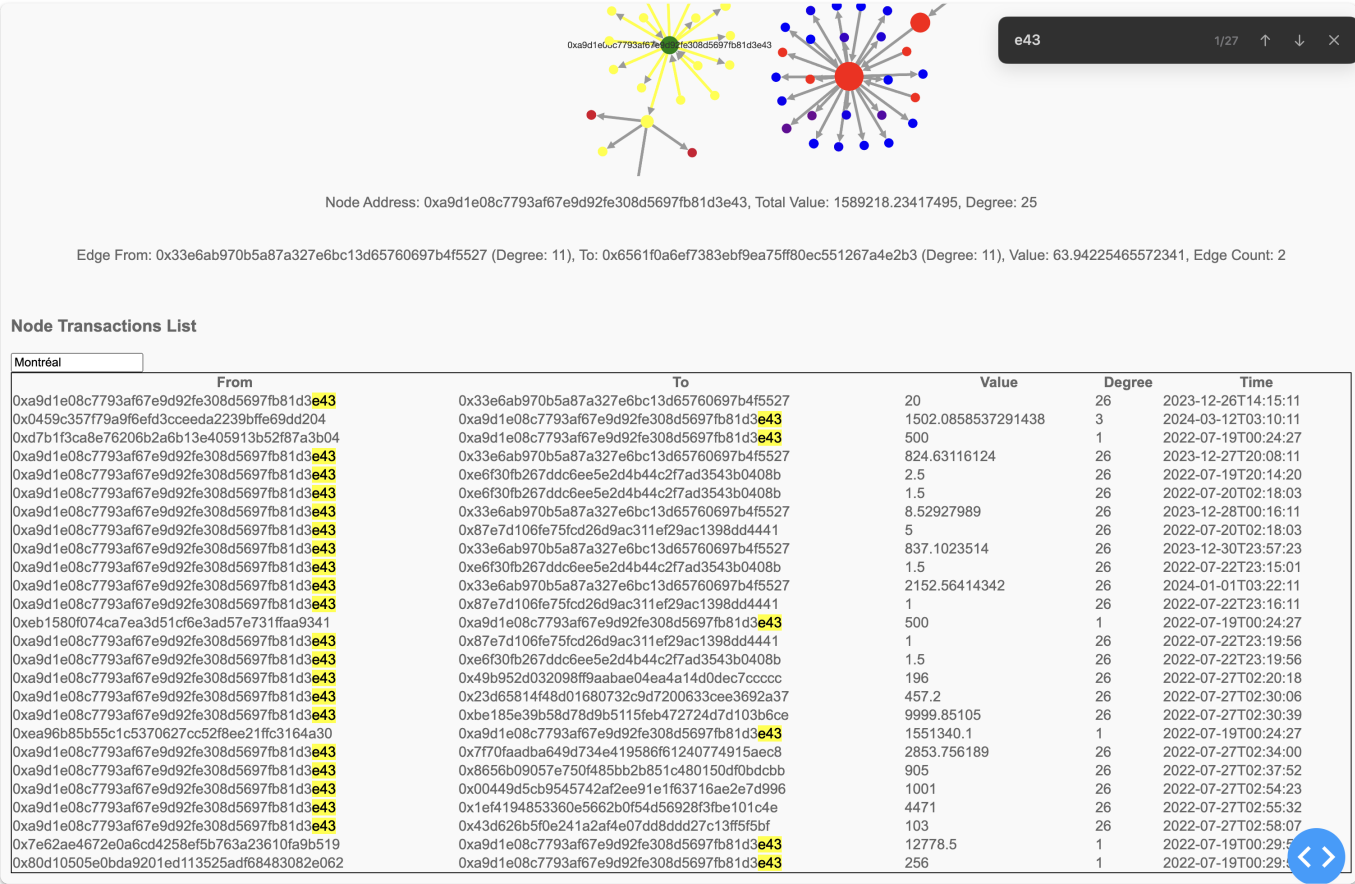 e43
1/27
0xa9d1e08c7793af67e9d92fe308d5697fb81d3e43
Node Address: 0xa9d1e08c7793af67e9d92fe308d5697fb81d3e43, Total Value: 1589218.23417495, Degree: 25
Edge From: 0x33e6ab970b5a87a327e6bc13d65760697b4f5527 (Degree: 11), To: 0x6561f0a6ef7383ebf9ea75ff80ec551267a4e2b3 (Degree: 11), Value: 63.94225465572341, Edge Count: 2
Node Transactions List
Montréal
From To Value Degree Time
0xa9d1e08c7793af67e9d92fe308d5697fb81d3e43 0x33e6ab970b5a87a327e6bc13d65760697b4f5527 20 26 2023-12-26T14:15:11
0x0459c357f79a9f6efd3cceeda2239bffe69dd204 0xa9d1e08c7793af67e9d92fe308d5697fb81d3e43 1502.0858537291438 3 2024-03-12T03:10:11
0xd7b1f3ca8e76206b2a6b13e405913b52f87a3b04 0xa9d1e08c7793af67e9d92fe308d5697fb81d3e43 500 1 2022-07-19T00:24:27
0xa9d1e08c7793af67e9d92fe308d5697fb81d3e43 0x33e6ab970b5a87a327e6bc13d65760697b4f5527 824.63116124 26 2023-12-27T20:08:11
0xa9d1e08c7793af67e9d92fe308d5697fb81d3e43 0xe6f30fb267ddc6ee5e2d4b44c2f7ad3543b0408b 2.5 26 2022-07-19T20:14:20
0xa9d1e08c7793af67e9d92fe308d5697fb81d3e43 0xe6f30fb267ddc6ee5e2d4b44c2f7ad3543b0408b 1.5 26 2022-07-20T02:18:03
0xa9d1e08c7793af67e9d92fe308d5697fb81d3e43 0x33e6ab970b5a87a327e6bc13d65760697b4f5527 8.52927989 26 2023-12-28T00:16:11
0xa9d1e08c7793af67e9d92fe308d5697fb81d3e43 0x87e7d106fe75fcd26d9ac311ef29ac1398dd4441 5 26 2022-07-20T02:18:03
0xa9d1e08c7793af67e9d92fe308d5697fb81d3e43 0x33e6ab970b5a87a327e6bc13d65760697b4f5527 837.1023514 26 2023-12-30T23:57:23
0xa9d1e08c7793af67e9d92fe308d5697fb81d3e43 0xe6f30fb267ddc6ee5e2d4b44c2f7ad3543b0408b 1.5 26 2022-07-22T23:15:01
0xa9d1e08c7793af67e9d92fe308d5697fb81d3e43 0x33e6ab970b5a87a327e6bc13d65760697b4f5527 2152.56414342 26 2024-01-01T03:22:11
0xa9d1e08c7793af67e9d92fe308d5697fb81d3e43 0x87e7d106fe75fcd26d9ac311ef29ac1398dd4441 1 26 2022-07-22T23:16:11
0xeb1580f074ca7ea3d51cf6e3ad57e731ffaa9341 0xa9d1e08c7793af67e9d92fe308d5697fb81d3e43 500 1 2022-07-19T00:24:27
0xa9d1e08c7793af67e9d92fe308d5697fb81d3e43 0x87e7d106fe75fcd26d9ac311ef29ac1398dd4441 1 26 2022-07-22T23:19:56
0xa9d1e08c7793af67e9d92fe308d5697fb81d3e43 0xe6f30fb267ddc6ee5e2d4b44c2f7ad3543b0408b 1.5 26 2022-07-22T23:19:56
0xa9d1e08c7793af67e9d92fe308d5697fb81d3e43 0x49b952d032098ff9aabae04ea4a14d0dec7ccccc 196 26 2022-07-27T02:20:18
0xa9d1e08c7793af67e9d92fe308d5697fb81d3e43 0x23d65814f48d01680732c9d7200633cee3692a37 457.2 26 2022-07-27T02:30:06
0xa9d1e08c7793af67e9d92fe308d5697fb81d3e43 0xbe185e39b58d78d9b5115feb472724d7d103b6ce 9999.85105 26 2022-07-27T02:30:39
0xea96b85b55c1c5370627cc52f8ee21ffc3164a30 0xa9d1e08c7793af67e9d92fe308d5697fb81d3e43 1551340.1 1 2022-07-19T00:24:27
0xa9d1e08c7793af67e9d92fe308d5697fb81d3e43 0x7f70faadba649d734e419586f61240774915aec8 2853.756189 26 2022-07-27T02:34:00
0xa9d1e08c7793af67e9d92fe308d5697fb81d3e43 0x8656b09057e750f485bb2b851c480150df0bdcbb 905 26 2022-07-27T02:37:52
0xa9d1e08c7793af67e9d92fe308d5697fb81d3e43 0x00449d5cb9545742af2ee91e1f63716ae2e7d996 1001 26 2022-07-27T02:54:23
0xa9d1e08c7793af67e9d92fe308d5697fb81d3e43 0x1ef4194853360e5662b0f54d56928f3fbe101c4e 4471 26 2022-07-27T02:55:32
0xa9d1e08c7793af67e9d92fe308d5697fb81d3e43 0x43d626b5f0e241a2af4e07dd8ddd27c13ff5f5bf 103 26 2022-07-27T02:58:07
0x7e62ae4672e0a6cd4258ef5b763a23610fa9b519 0xa9d1e08c7793af67e9d92fe308d5697fb81d3e43 12778.5 1 2022-07-19T00:29:5
0x80d10505e0bda9201ed113525adf68483082e062 0xa9d1e08c7793af67e9d92fe308d5697fb81d3e43 256 1 2022-07-19T00:29: